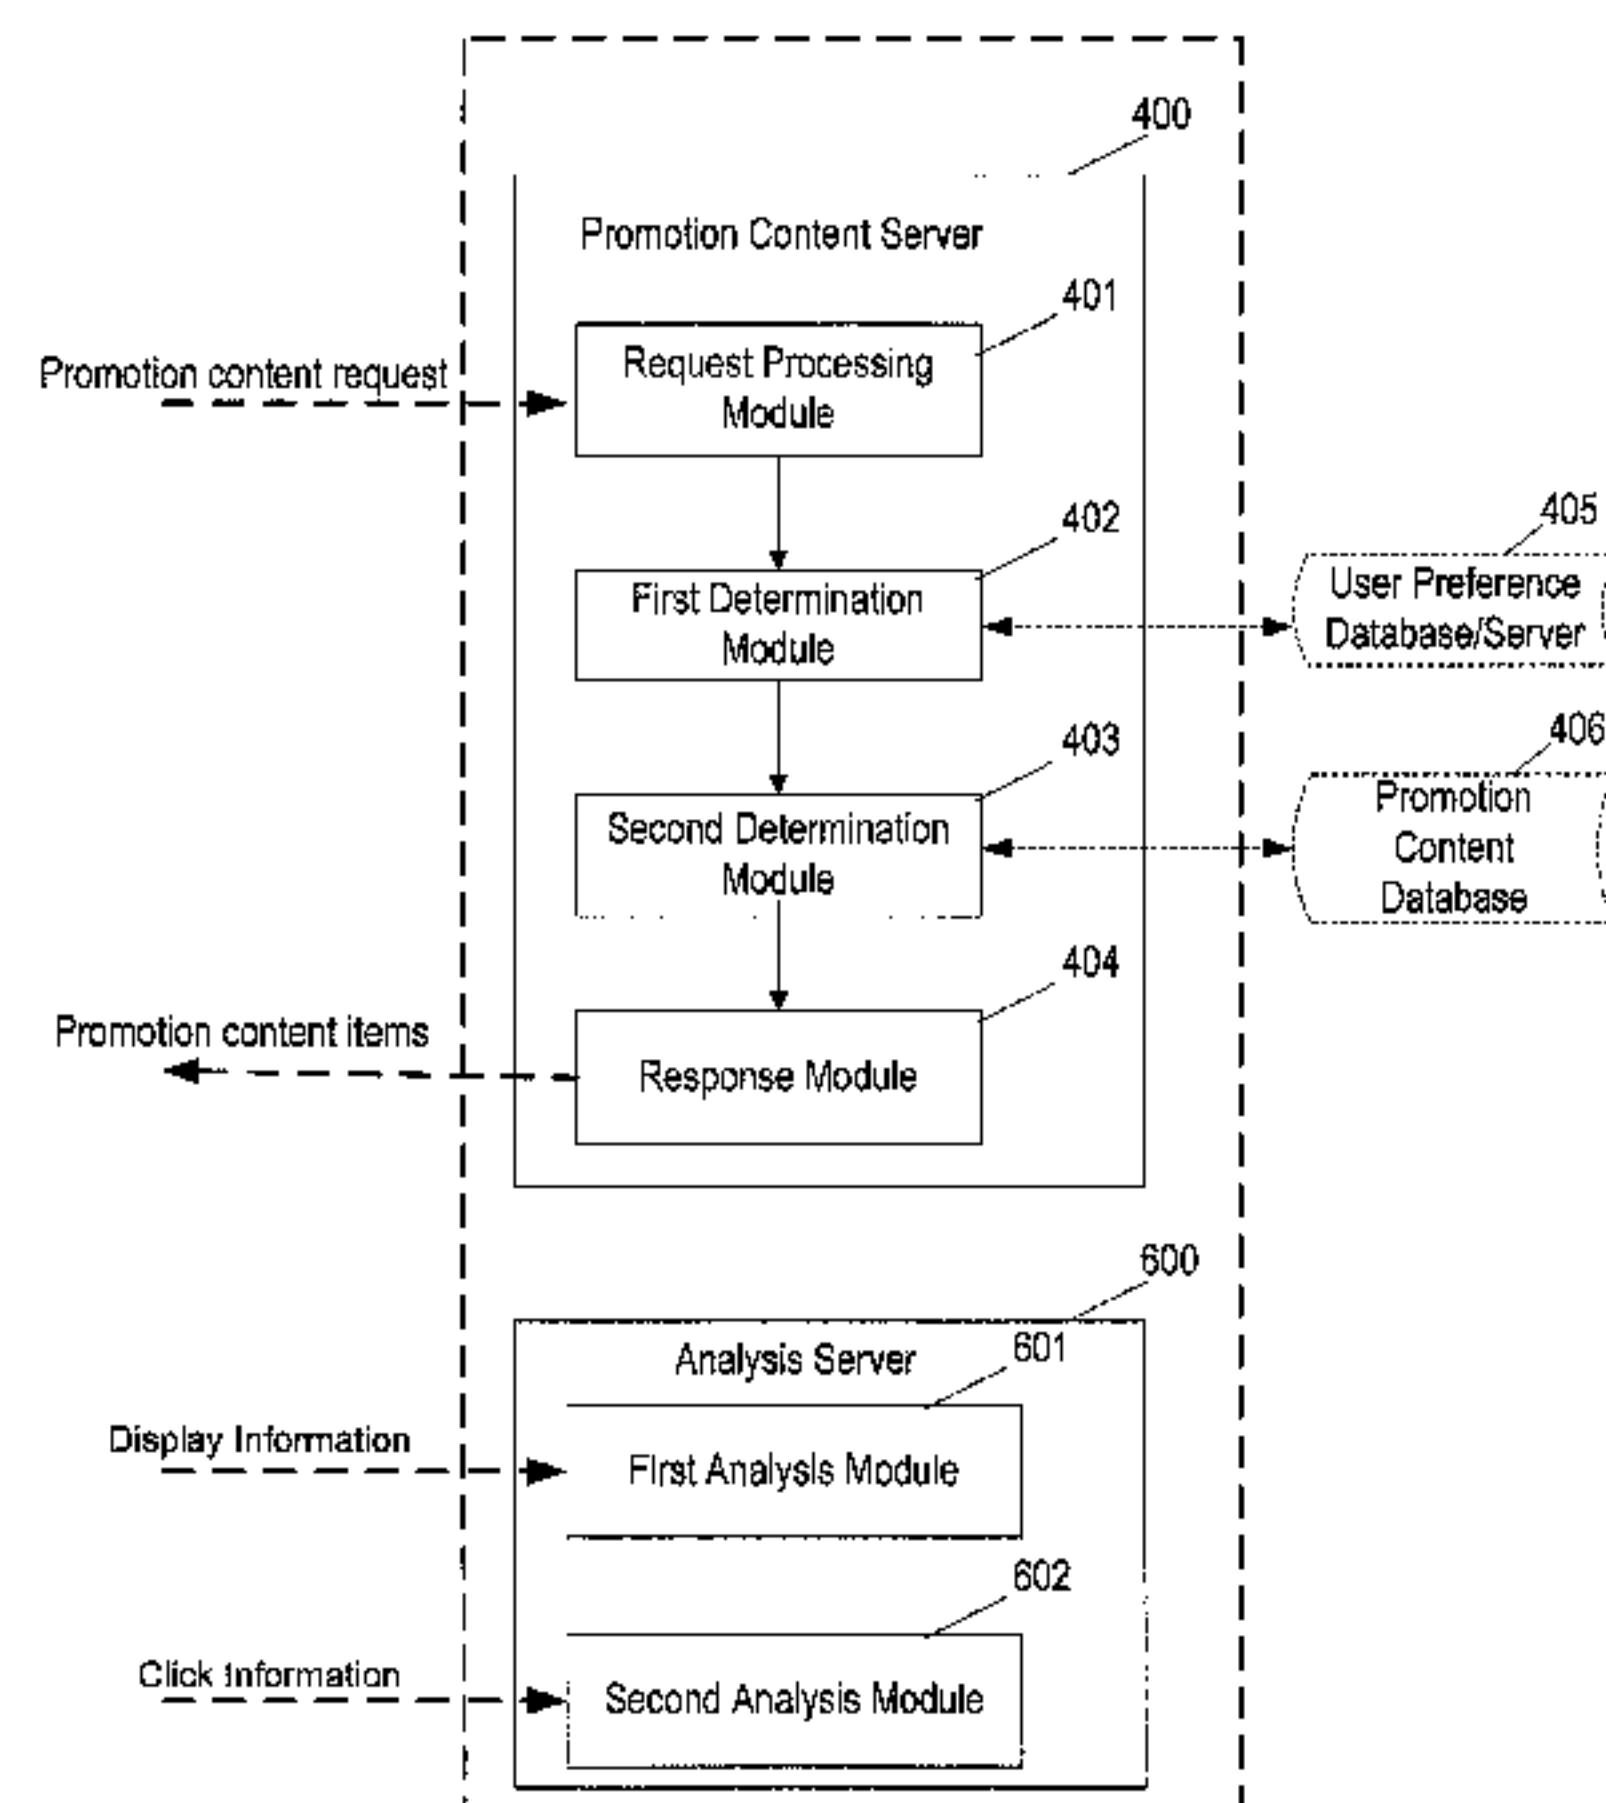 400
Promotion Content Server
401
Promotion content request
Request Processing
Module
402
First Determination
Module
405
User Preference
Database/Server
403
Second Determination
Module
406
Promotion
Content
Database
404
Promotion content items
Response Module
600
Analysis Server
601
Display Information
First Analysis Module
602
Click Information
Second Analysis Module